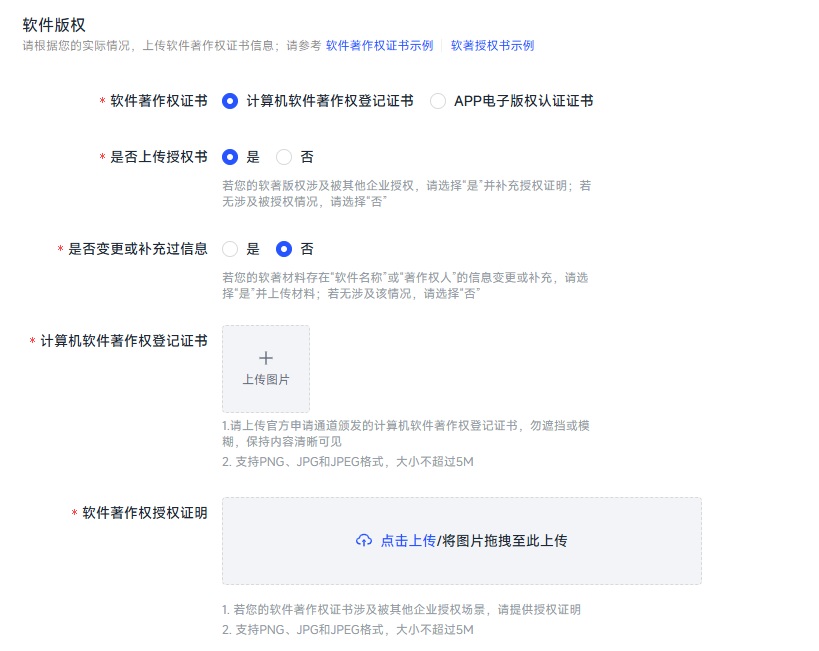 软件版权
请根据您的实际情况，上传软件著作权证书信息；请参考 软件著作权证书示例 软著授权书示例
* 软件著作权证书 计算机软件著作权登记证书 APP电子版权认证证书
* 是否上传授权书 是 否
若您的软著版权涉及被其他企业授权，请选择“是”并补充授权证明；若
无涉及被授权情况，请选择“否”
* 是否变更或补充过信息 是 否
若您的软著材料存在“软件名称”或“著作权人”的信息变更或补充，请选
择“是”并上传材料；若无涉及该情况，请选择“否”
* 计算机软件著作权登记证书
上传图片
1.请上传官方申请通道颁发的计算机软件著作权登记证书，勿遮挡或模
糊，保持内容清晰可见
2. 支持PNG、JPG和JPEG格式，大小不超过5M
* 软件著作权授权证明
点击上传/将图片拖拽至此上传
1. 若您的软件著作权证书涉及被其他企业授权场景，请提供授权证明
2. 支持PNG、JPG和JPEG格式，大小不超过5M